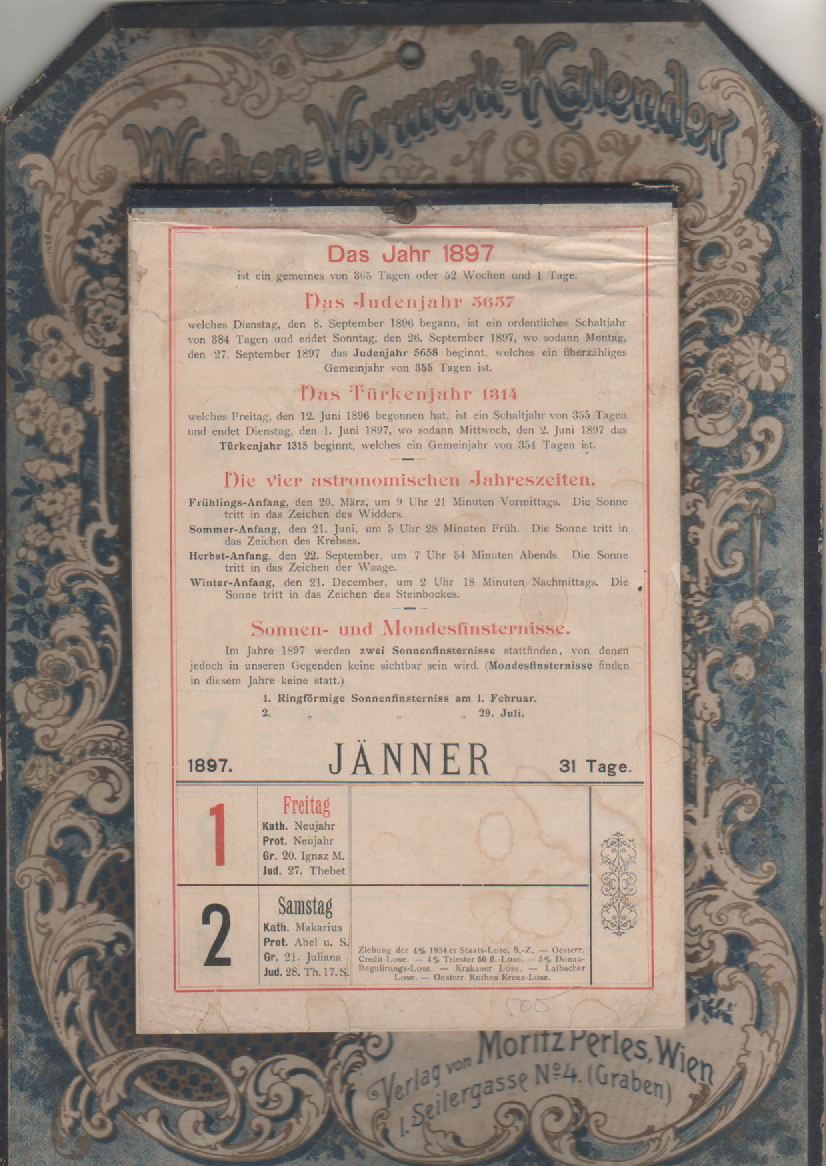 Wochen-Vormerk-Kalender
1897
Das Jahr 1897
ist ein gemeines von 365 Tagen oder 52 Wochen und 1 Tage.
Das Judenjahr 5657
welches Dienstag, den 8. September 1896 begann, ist ein ordentliches Schaltjahr
von 384 Tagen und endet Sonntag, den 26. September 1897, wo sodann Montag,
den 27. September 1897 das Judenjahr 5658 beginnt, welches ein überzähliges
Gemeinjahr von 355 Tagen ist.
Das Türkenjahr 1314
welches Freitag, den 12. Juni 1896 begonnen hat, ist ein Schaltjahr von 355 Tagen
und endet Dienstag, den 1. Juni 1897, wo sodann Mittwoch, den 2. Juni 1897 das
Türkenjahr 1315 beginnt, welches ein Gemeinjahr von 354 Tagen ist.
Die vier astronomischen Jahreszeiten.
Frühlings-Anfang, den 20. März, um 9 Uhr 21 Minuten Vormittags. Die Sonne
tritt in das Zeichen des Widders.
Sommer-Anfang, den 21. Juni, um 5 Uhr 28 Minuten Früh. Die Sonne tritt in
das Zeichen des Krebses.
Herbst-Anfang, den 22. September, um 7 Uhr 54 Minuten Abends. Die Sonne
tritt in das Zeichen der Waage.
Winter-Anfang, den 21. December, um 2 Uhr 18 Minuten Nachmittags. Die
Sonne tritt in das Zeichen des Steinbockes.
Sonnen- und Mondesfinsternisse.
Im Jahre 1897 werden zwei Sonnenfinsternisse stattfinden, von denen
jedoch in unseren Gegenden keine sichtbar sein wird. (Mondesfinsternisse finden
in diesem Jahre keine statt.)
1. Ringförmige Sonnenfinsterniss am 1. Februar.
2. „ „ „ 29. Juli.
1897. JÄNNER 31 Tage.
1 Freitag
Kath. Neujahr
Prot. Neujahr
Gr. 20. Ignaz M.
Jud. 27. Thebet
2 Samstag
Kath. Makarius
Prot. Abel u. S.
Gr. 21. Juliana
Jud. 28. Th. 17. S.
Ziehung der 4% 1854er Staats-Lose, S.-Z. — Oesterr.
Credit-Lose. — 4% Triester 50 fl.-Lose. — 5% Donau-
Regulirungs-Lose. — Krakauer Lose. — Laibacher
Lose. — Oesterr. Rothen Kreuz-Lose.
Verlag von Moritz Perles, Wien
I. Seilergasse No 4. (Graben)